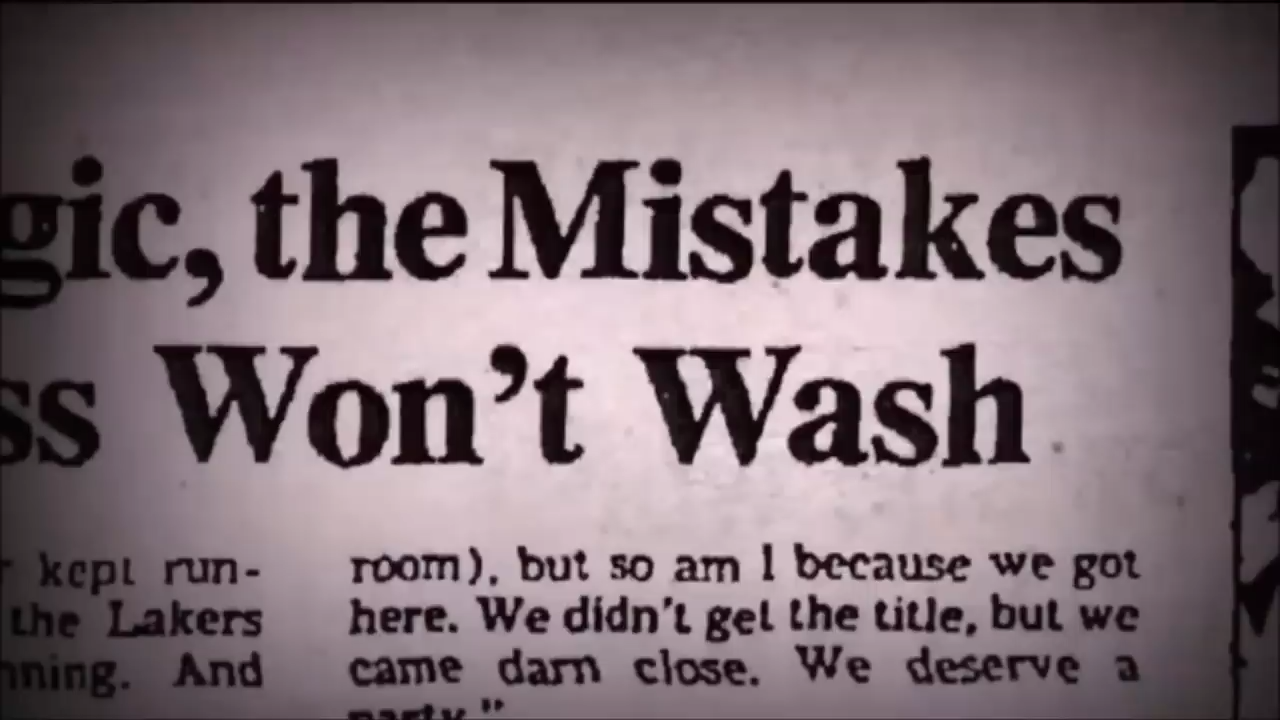 gic, the Mistakes
ss Won't Wash
kept run-
the Lakers
nning. And
room), but so am I because we got
here. We didn't get the title, but we
came darn close. We deserve a
party."